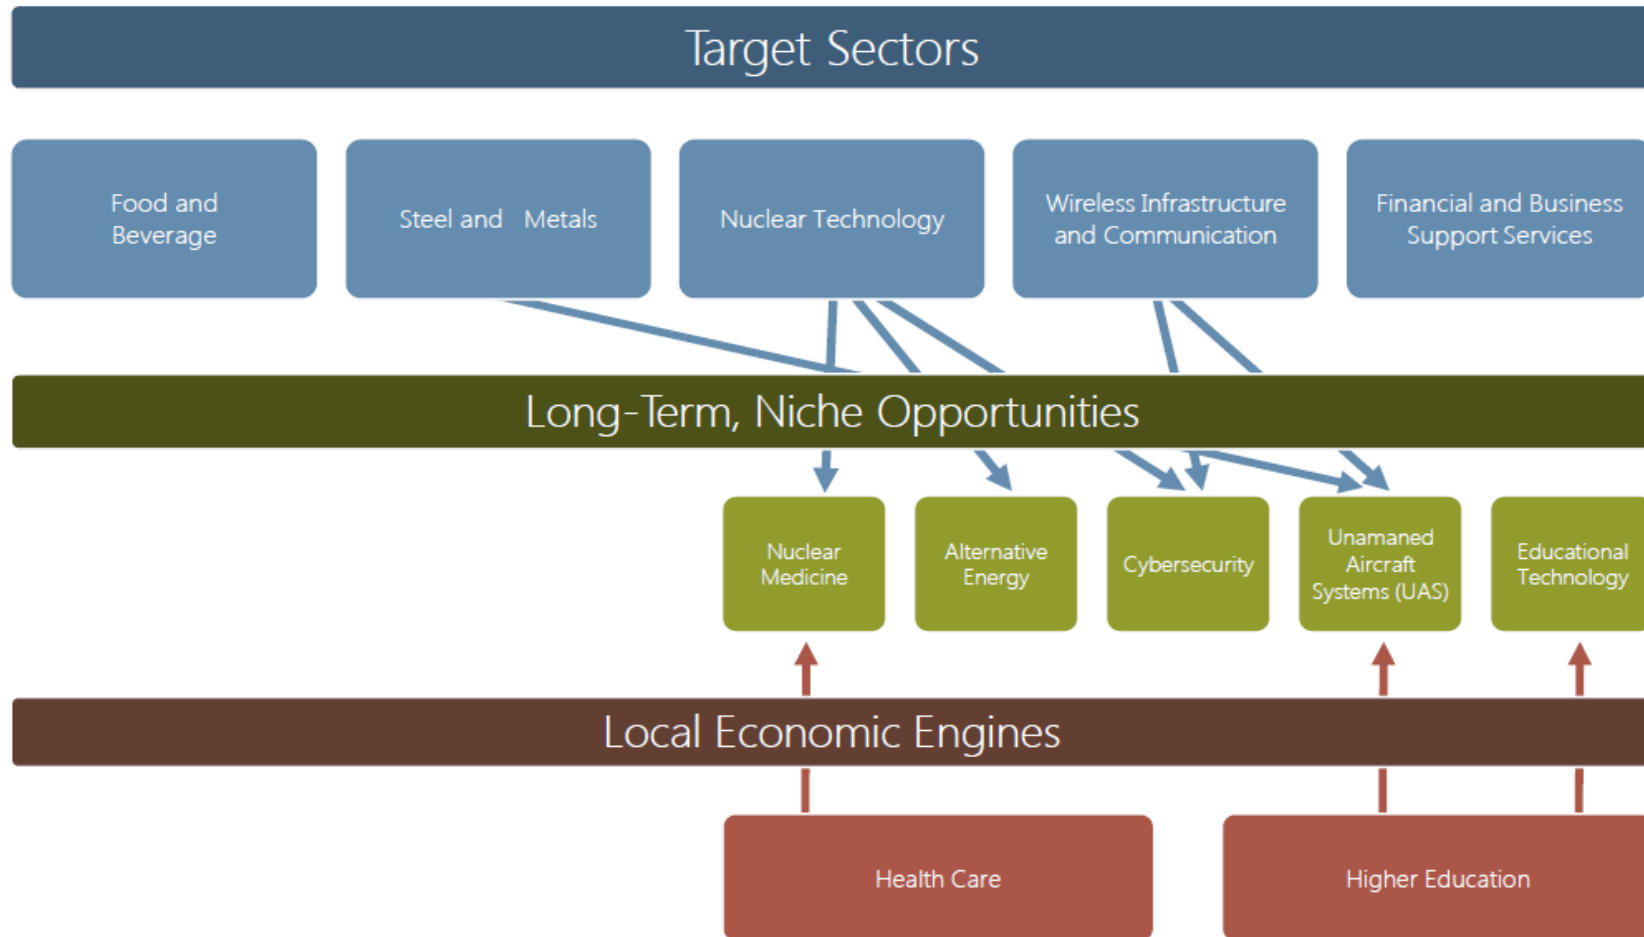 Target Sectors
Food and
Beverage
Steel and   Metals
Nuclear Technology
Wireless Infrastructure
and Communication
Financial and Business
Support Services
Long-Term, Niche Opportunities
Nuclear
Medicine
Alternative
Energy
Cybersecurity
Unamaned
Aircraft
Systems (UAS)
Educational
Technology
Local Economic Engines
Health Care
Higher Education